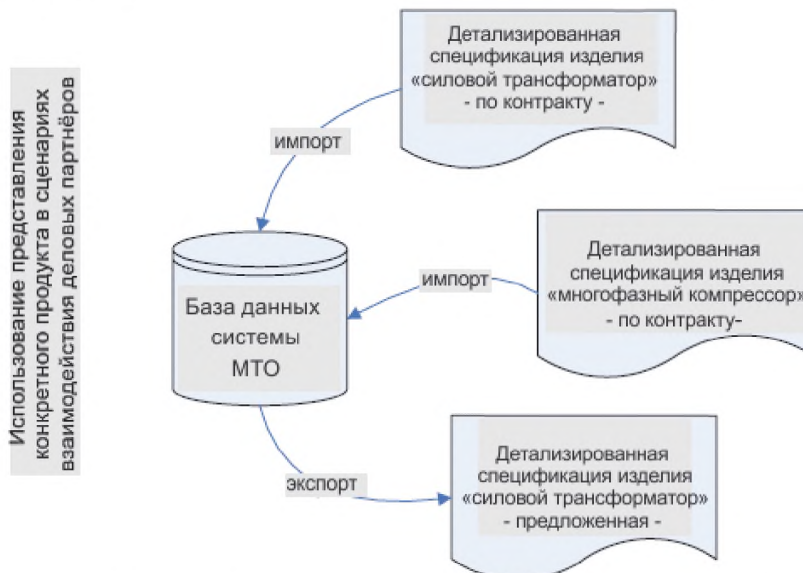 Использование представления
конкретного продукта в сценариях
взаимодействия деловых партнёров
Детализированная
спецификация изделия
«силовой трансформатор»
- по контракту -
импорт
База данных
системы
МТО
импорт
Детализированная
спецификация изделия
«многофазный компрессор»
- по контракту-
экспорт
Детализированная
спецификация изделия
«силовой трансформатор»
- предложенная -